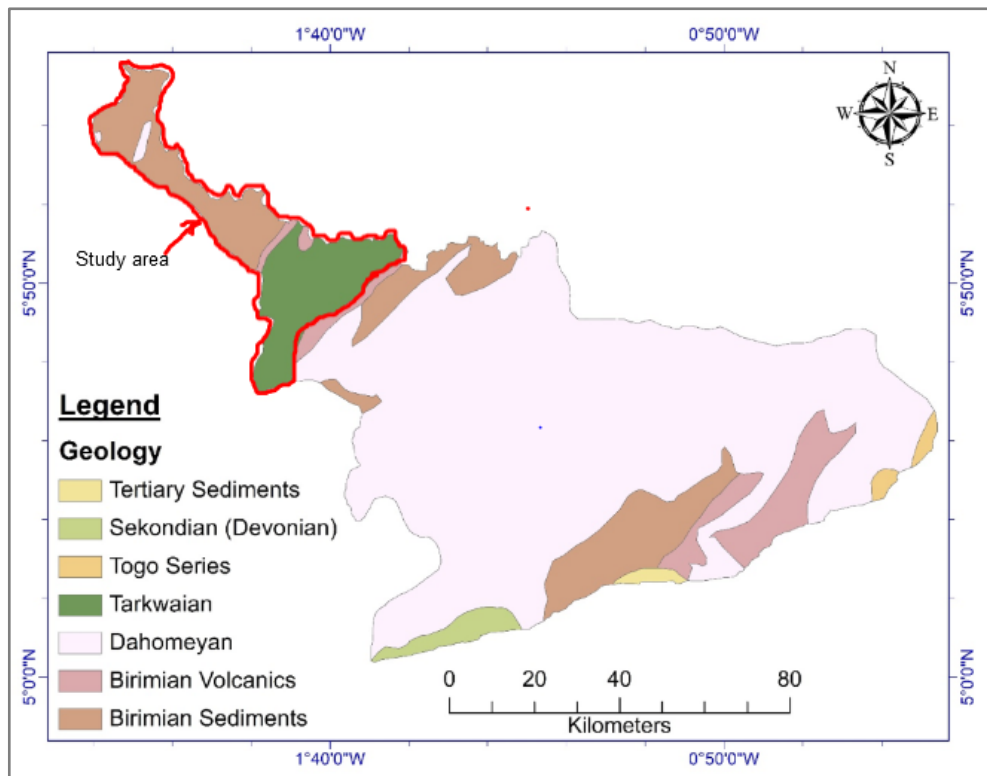 1°40'0"W 0°50'0"W
N
W E
S
Study area
5°50'0"N 5°50'0"N
Legend
Geology
Tertiary Sediments
Sekondian (Devonian)
Togo Series
Tarkwaian
Dahomeyan
Birimian Volcanics
Birimian Sediments
5°0'0"N 5°0'0"N
0 20 40 60 80
Kilometers
1°40'0"W 0°50'0"W